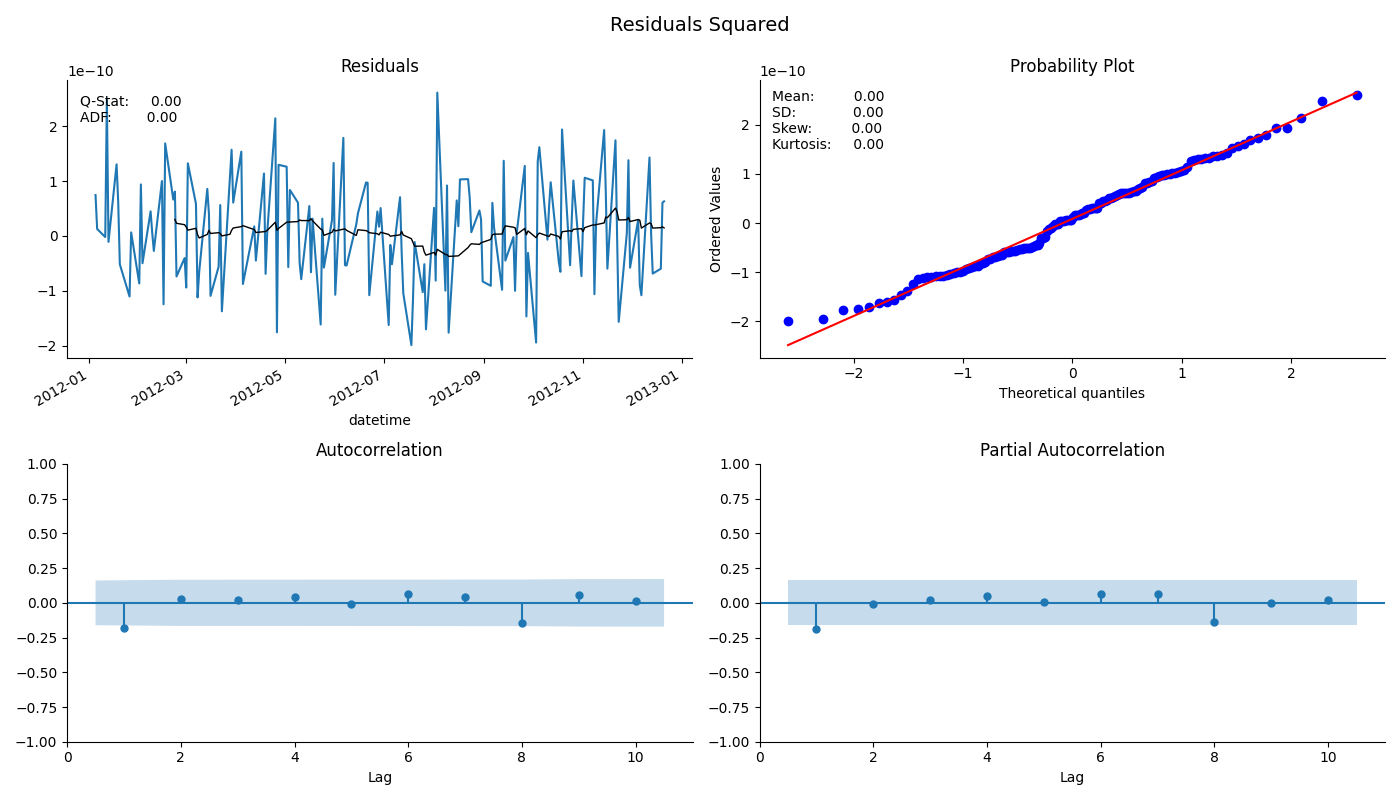 Residuals Squared
Residuals
1e−10
Q-Stat: 0.00
ADF: 0.00
2
1
0
−1
−2
2012-01
2012-03
2012-05
2012-07
2012-09
2012-11
2013-01
datetime
Probability Plot
1e−10
Mean: 0.00
SD: 0.00
Skew: 0.00
Kurtosis: 0.00
Ordered Values
2
1
0
−1
−2
−2
−1
0
1
2
Theoretical quantiles
Autocorrelation
1.00
0.75
0.50
0.25
0.00
−0.25
−0.50
−0.75
−1.00
0
2
4
6
8
10
Lag
Partial Autocorrelation
1.00
0.75
0.50
0.25
0.00
−0.25
−0.50
−0.75
−1.00
0
2
4
6
8
10
Lag